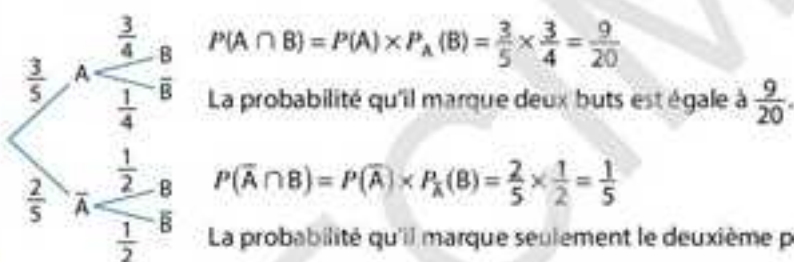 3/4 B P(A ∩ B) = P(A) × P_A (B) = 3/5 × 3/4 = 9/20
3/5 A
1/4 B̅ La probabilité qu'il marque deux buts est égale à 9/20.
1/2 B P(A̅ ∩ B) = P(A̅) × P_A̅(B) = 2/5 × 1/2 = 1/5
2/5 A̅
1/2 B̅ La probabilité qu'il marque seulement le deuxième